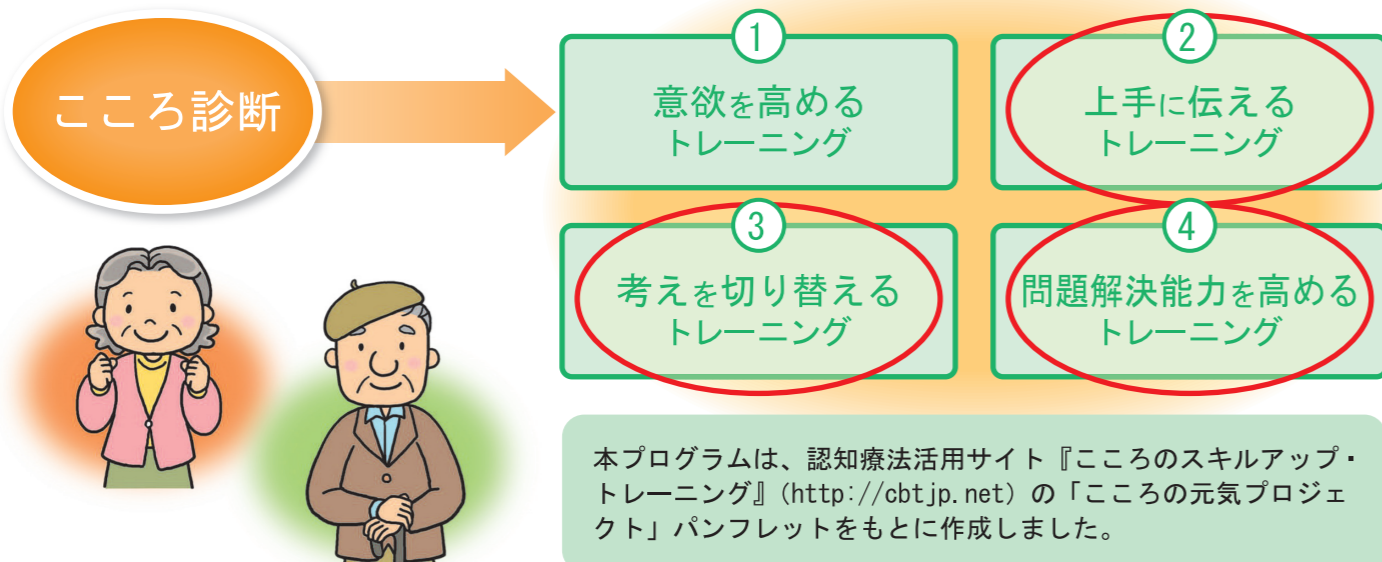 こころ診断
①
意欲を高める
トレーニング
②
上手に伝える
トレーニング
③
考えを切り替える
トレーニング
④
問題解決能力を高める
トレーニング
本プログラムは、認知療法活用サイト『こころのスキルアップ・
トレーニング』(http://cbtjp.net) の「こころの元気プロジェ
クト」パンフレットをもとに作成しました。